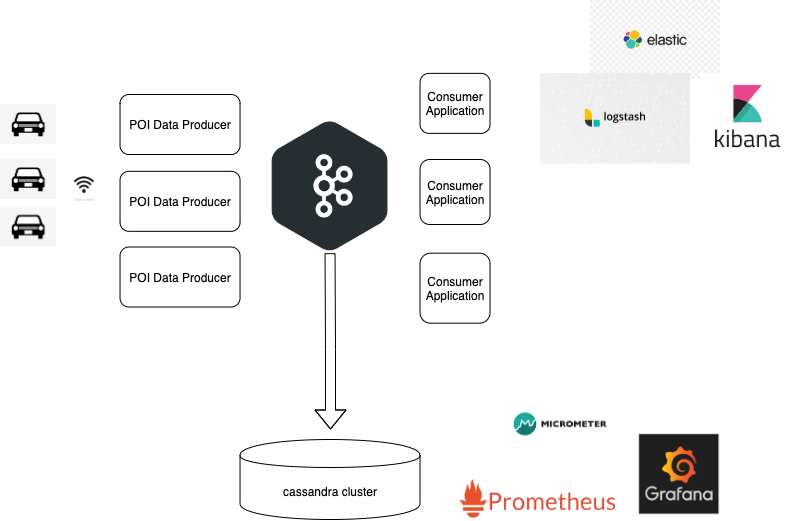 elastic
logstash
kibana
POI Data Producer
POI Data Producer
POI Data Producer
Consumer
Application
Consumer
Application
Consumer
Application
cassandra cluster
MICROMETER
Prometheus
Grafana